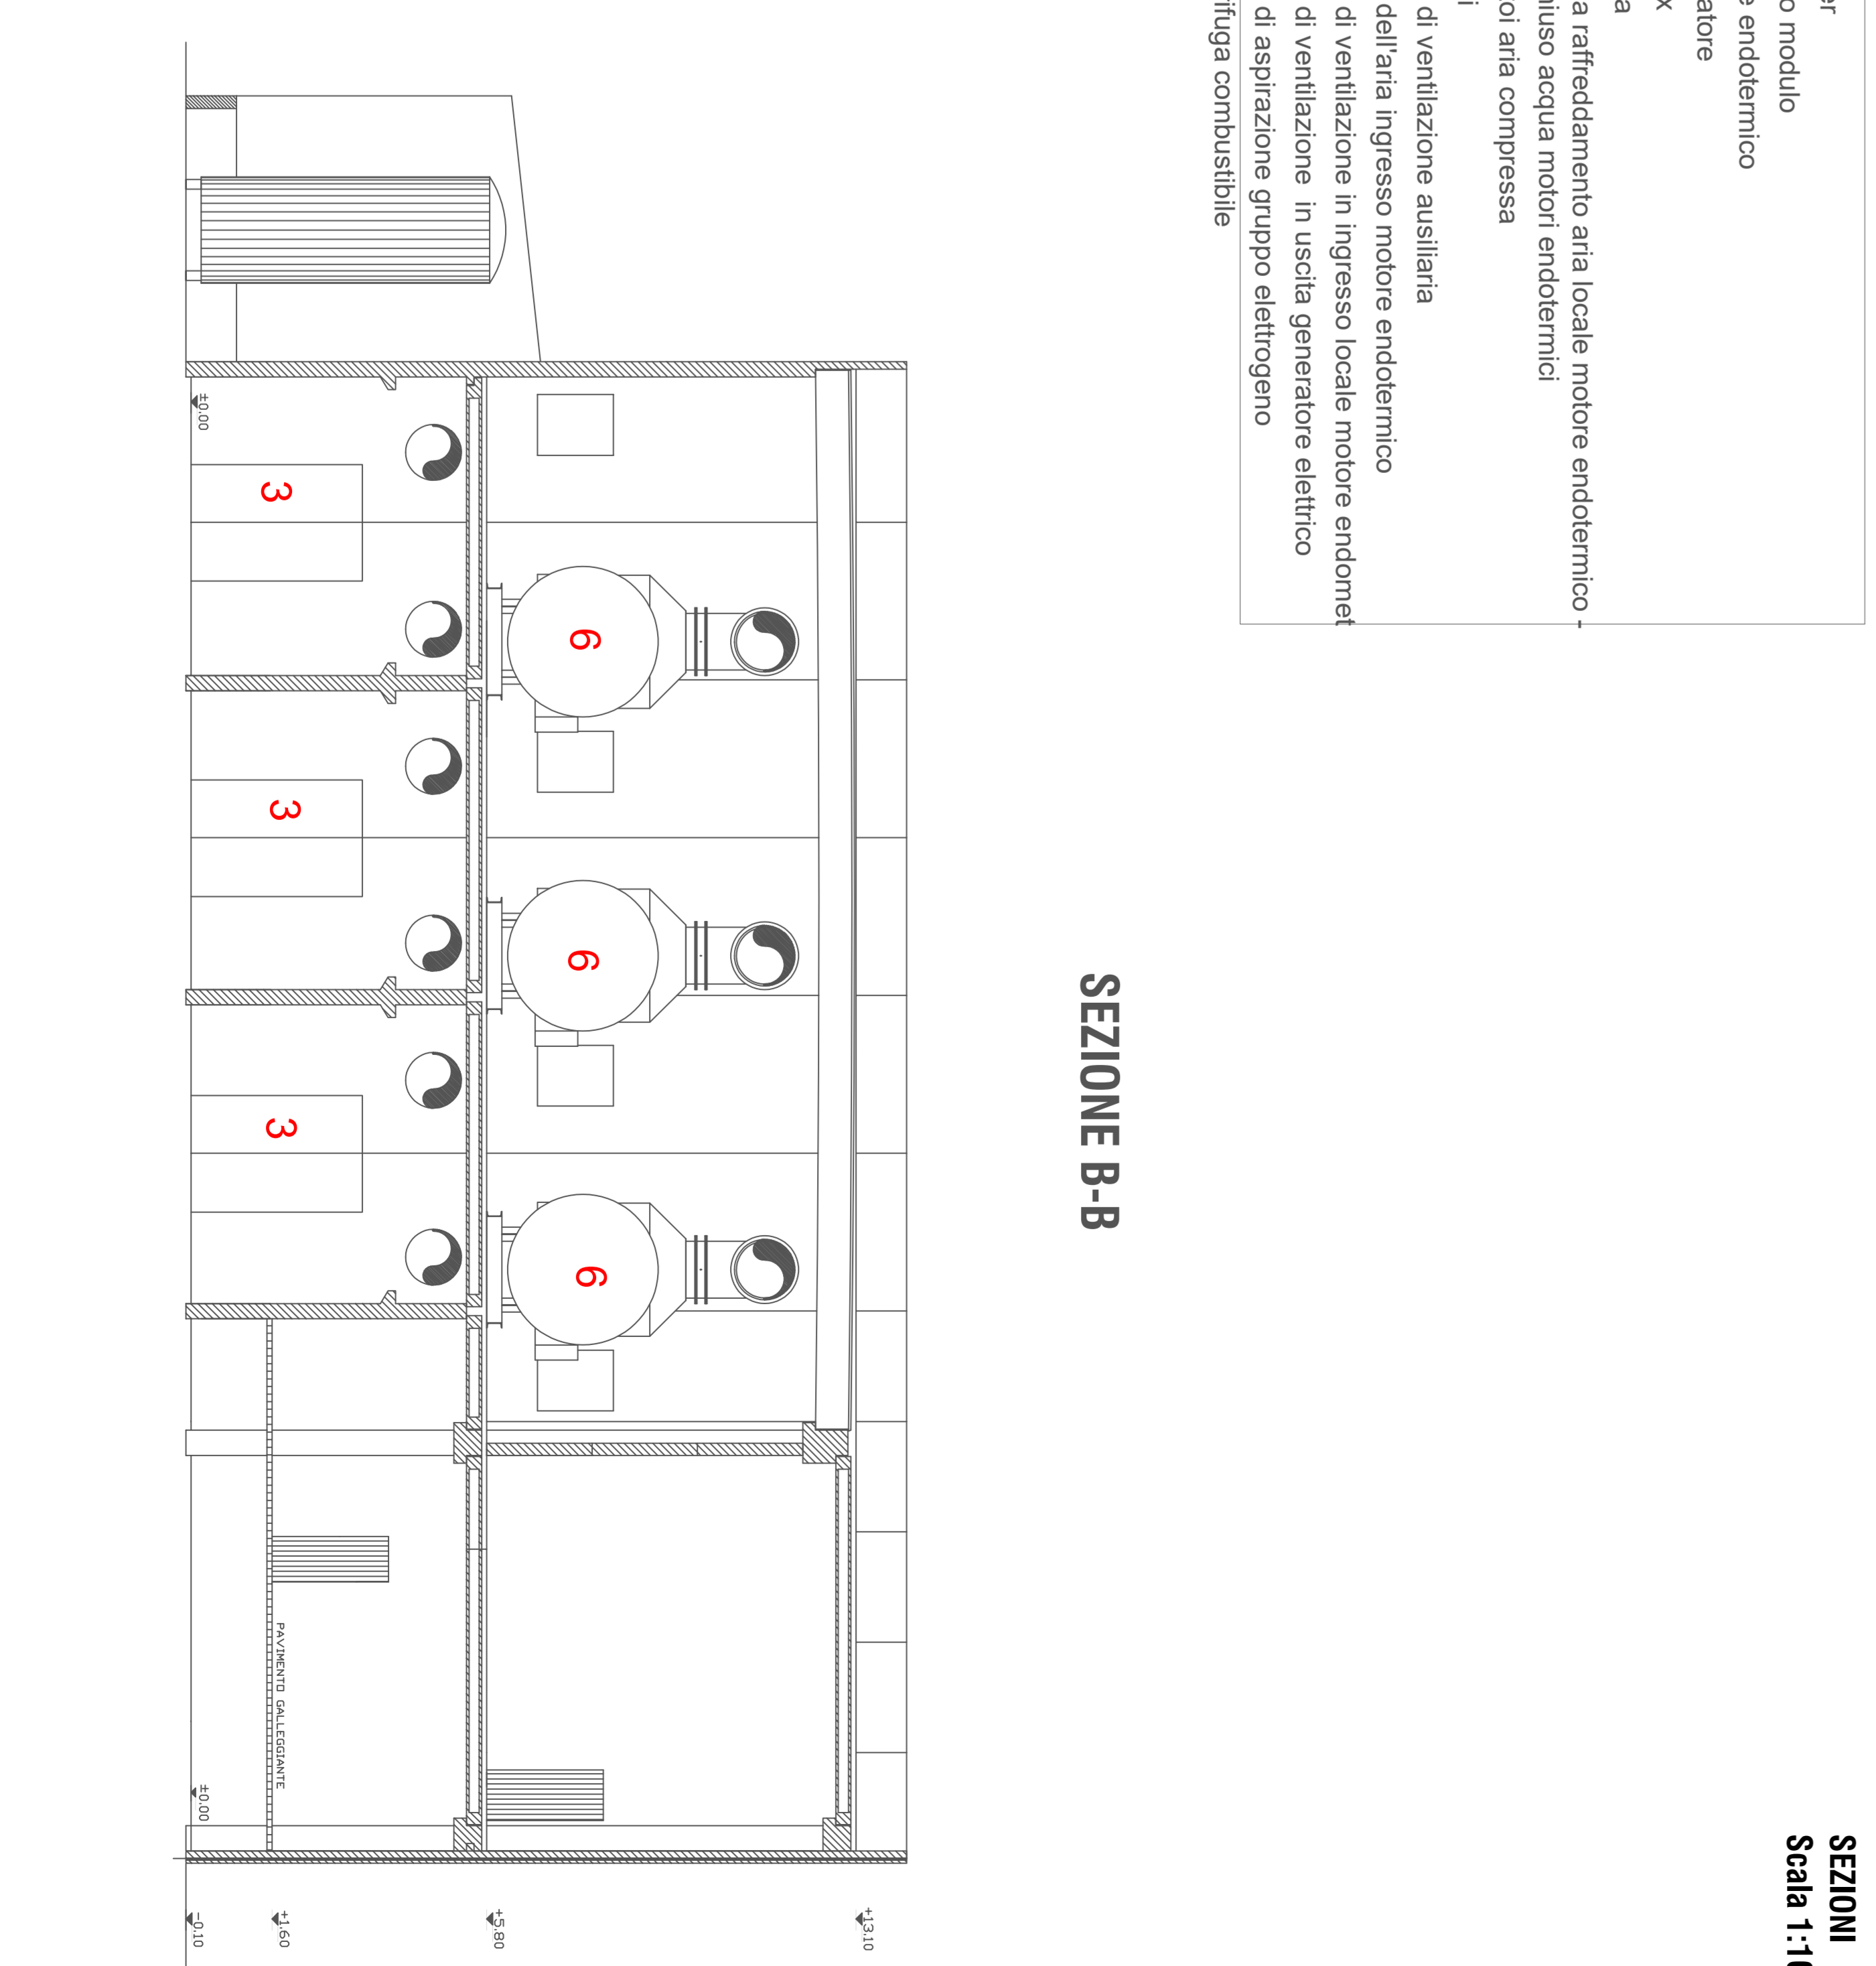 SEZIONI
Scala 1:10
er
o modulo
e endotermico
atore
x
a
a raffreddamento aria locale motore endotermico -
hiuso acqua motori endotermici
oi aria compressa
i
di ventilazione ausiliaria
dell'aria ingresso motore endotermico
di ventilazione in ingresso locale motore endomet
di ventilazione in uscita generatore elettrico
di aspirazione gruppo elettrogeno
rifuga combustibile
SEZIONE B-B
+13.10
6
6
6
+5.80
3
3
3
PAVIMENTO GALLEGGIANTE
+1.60
±0.00
±0.00
-0.10